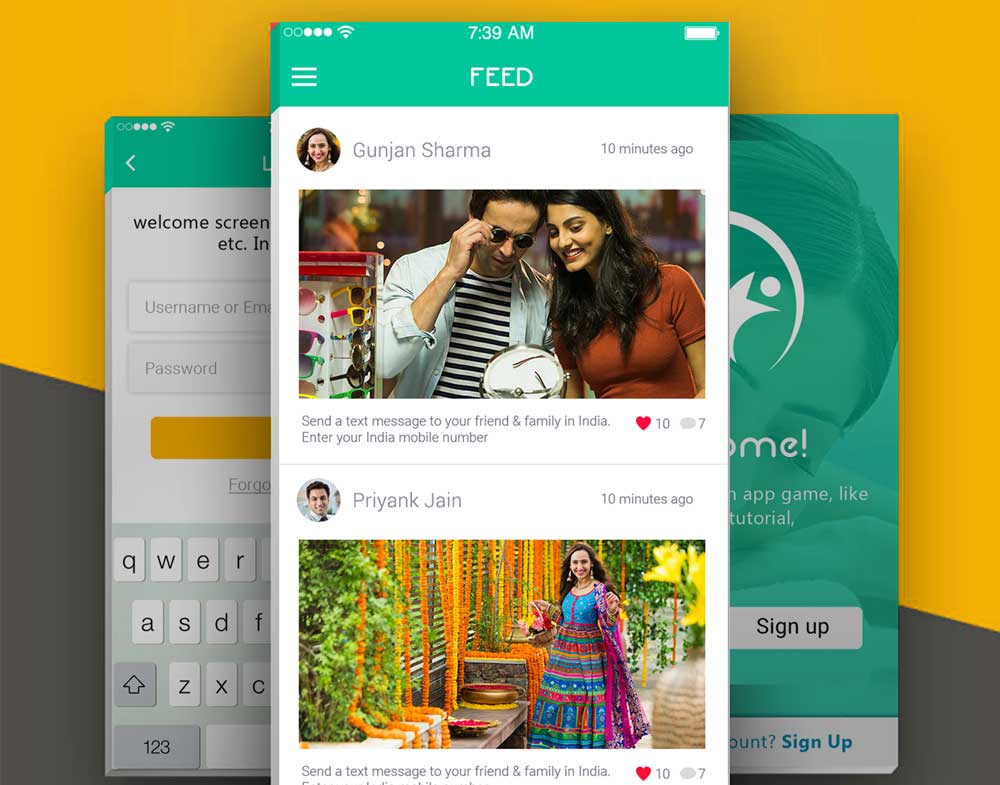 7:39 AM
FEED
Gunjan Sharma
10 minutes ago
Send a text message to your friend & family in India.
Enter your India mobile number
10
7
Priyank Jain
10 minutes ago
Send a text message to your friend & family in India.
10
7
welcome screen
etc. In
Username or Ema
Password
Forgo
q w e r
a s d f
z x c
123
ome!
n app game, like
tutorial,
Sign up
ount? Sign Up